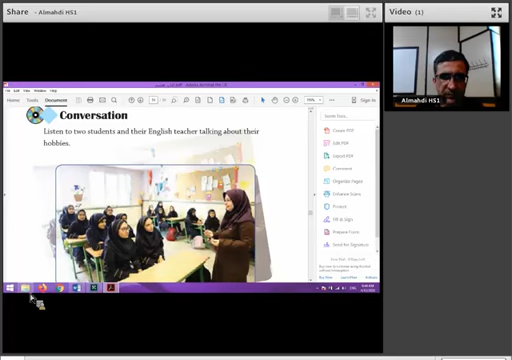 Share - Almahdi HS1
Video (1)
Almahdi HS1
Home Tools Document
Sign In
Conversation
Listen to two students and their English teacher talking about their
hobbies.
Create PDF
Edit PDF
Export PDF
Comment
Organize Pages
Enhance Scans
Protect
Fill & Sign
Prepare Form
Send for Signature